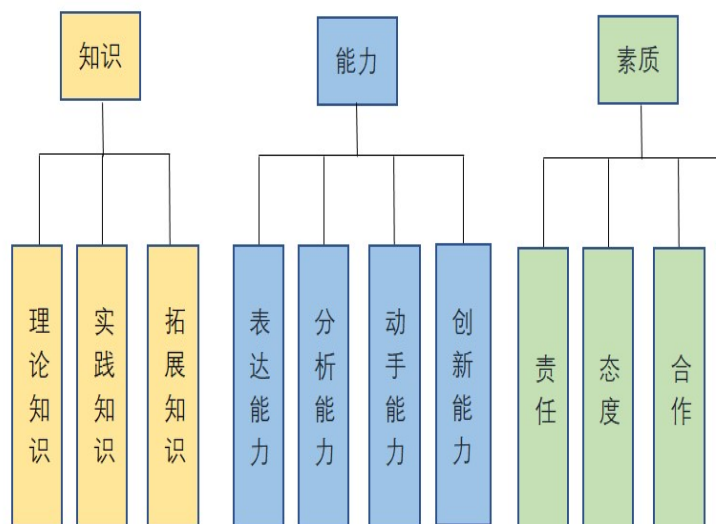 知识
能力
素质
理论知识
实践知识
拓展知识
表达能力
分析能力
动手能力
创新能力
责任
态度
合作